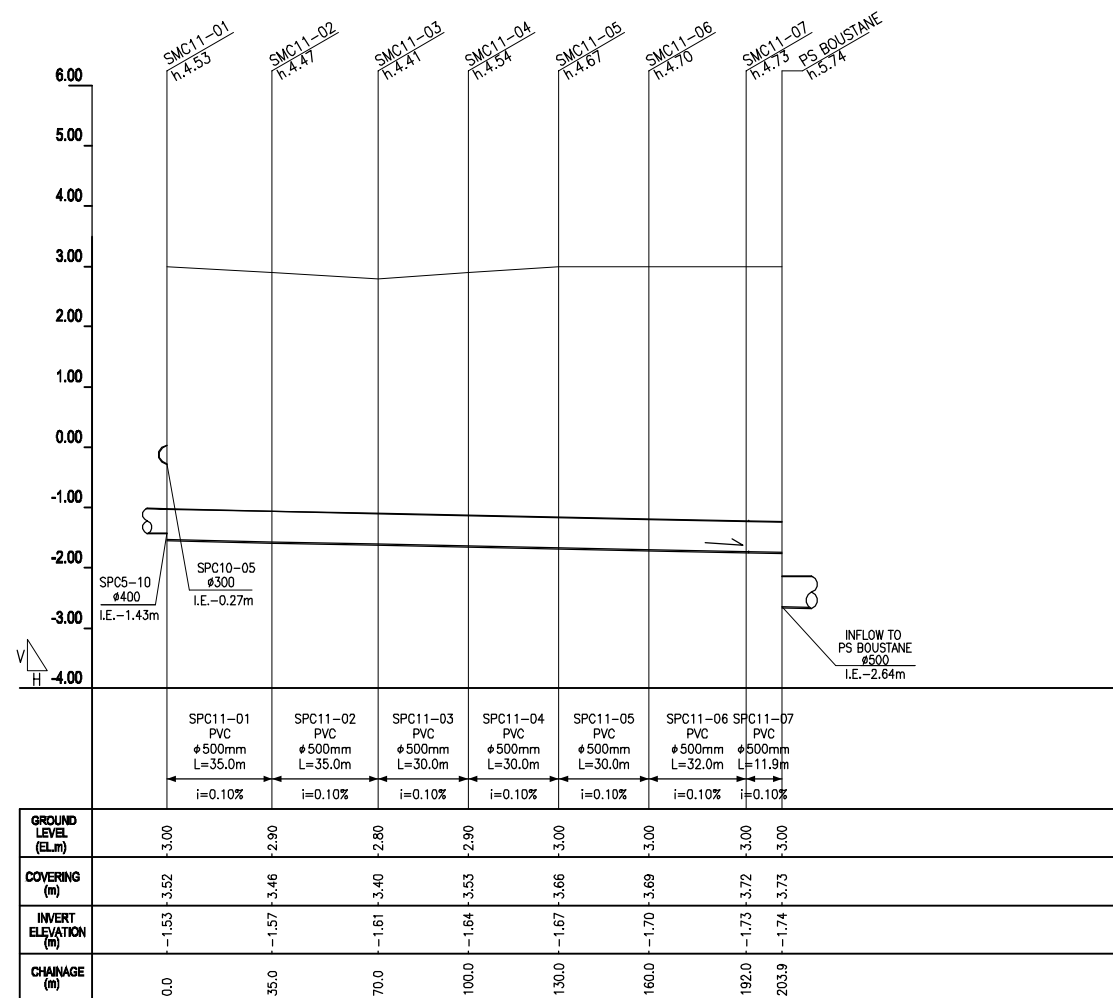 SMC11-01
h.4.53
SMC11-02
h.4.47
SMC11-03
h.4.41
SMC11-04
h.4.54
SMC11-05
h.4.67
SMC11-06
h.4.70
SMC11-07
h.4.73
PS BOUSTANE
h.5.74
6.00
5.00
4.00
3.00
2.00
1.00
0.00
-1.00
-2.00
-3.00
-4.00
SPC5-10
ø400
I.E.-1.43m
SPC10-05
ø300
I.E.-0.27m
INFLOW TO
PS BOUSTANE
ø500
I.E.-2.64m
V
H
SPC11-01
PVC
ø500mm
L=35.0m
i=0.10%
SPC11-02
PVC
ø500mm
L=35.0m
i=0.10%
SPC11-03
PVC
ø500mm
L=30.0m
i=0.10%
SPC11-04
PVC
ø500mm
L=30.0m
i=0.10%
SPC11-05
PVC
ø500mm
L=30.0m
i=0.10%
SPC11-06
PVC
ø500mm
L=32.0m
i=0.10%
SPC11-07
PVC
ø500mm
L=11.9m
i=0.10%
GROUND
LEVEL
(EL.m)
3.00 2.90 2.80 2.90 3.00 3.00 3.00 3.00
COVERING
(m)
3.52 3.46 3.40 3.53 3.66 3.69 3.72 3.73
INVERT
ELEVATION
(m)
-1.53 -1.57 -1.61 -1.64 -1.67 -1.70 -1.73 -1.74
CHAINAGE
(m)
0.0 35.0 70.0 100.0 130.0 160.0 192.0 203.9